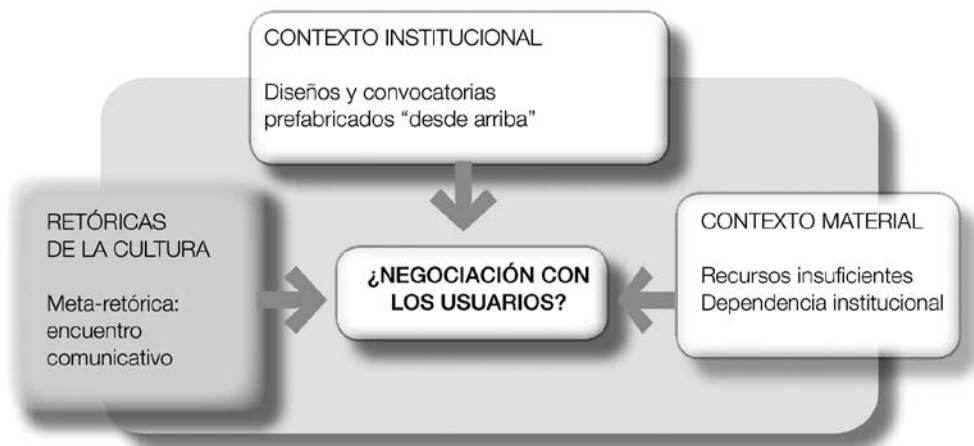 CONTEXTO INSTITUCIONAL
Diseños y convocatorias
prefabricados “desde arriba”
RETÓRICAS
DE LA CULTURA
Meta-retórica:
encuentro
comunicativo
¿NEGOCIACIÓN CON
LOS USUARIOS?
CONTEXTO MATERIAL
Recursos insuficientes
Dependencia institucional